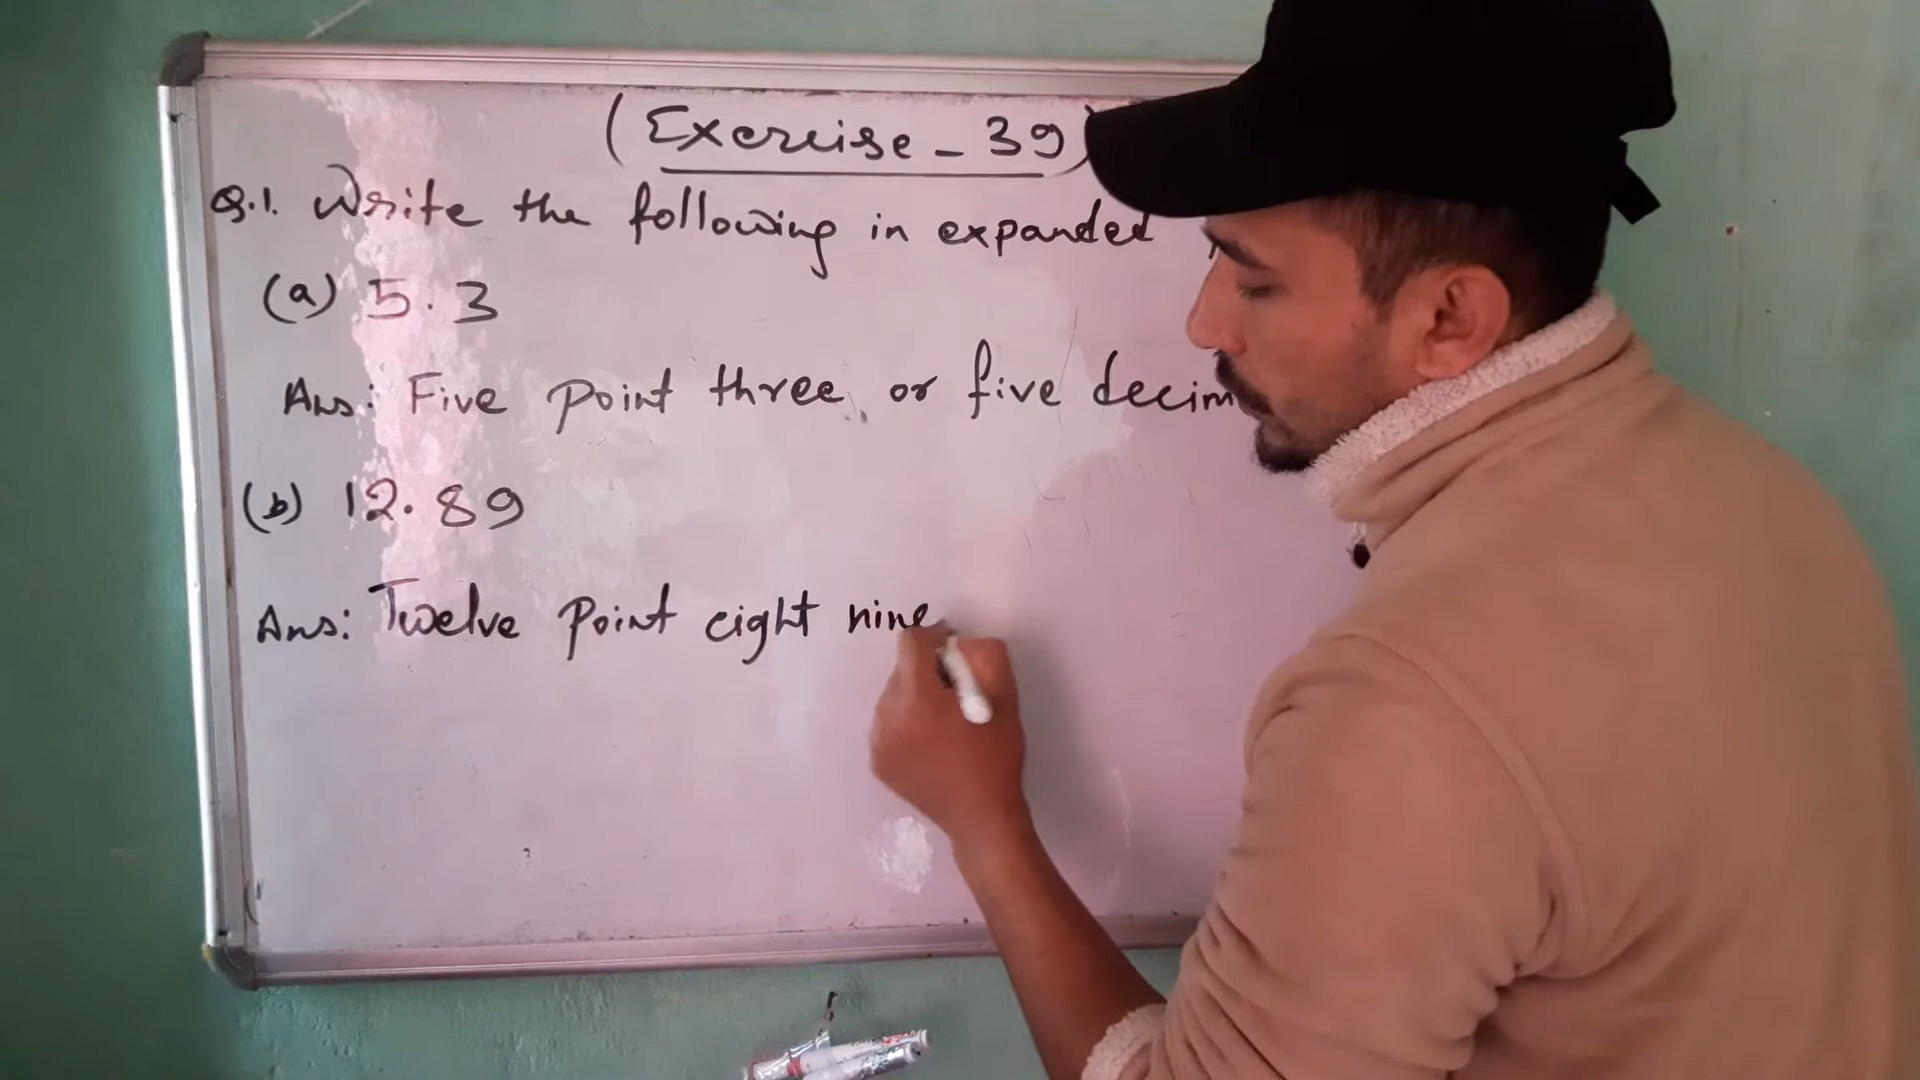 (Exercise - 39)
Q.1. Write the following in expanded
(a) 5.3
Ans: Five point three, or five decim
(b) 12.89
Ans: Twelve point eight nine